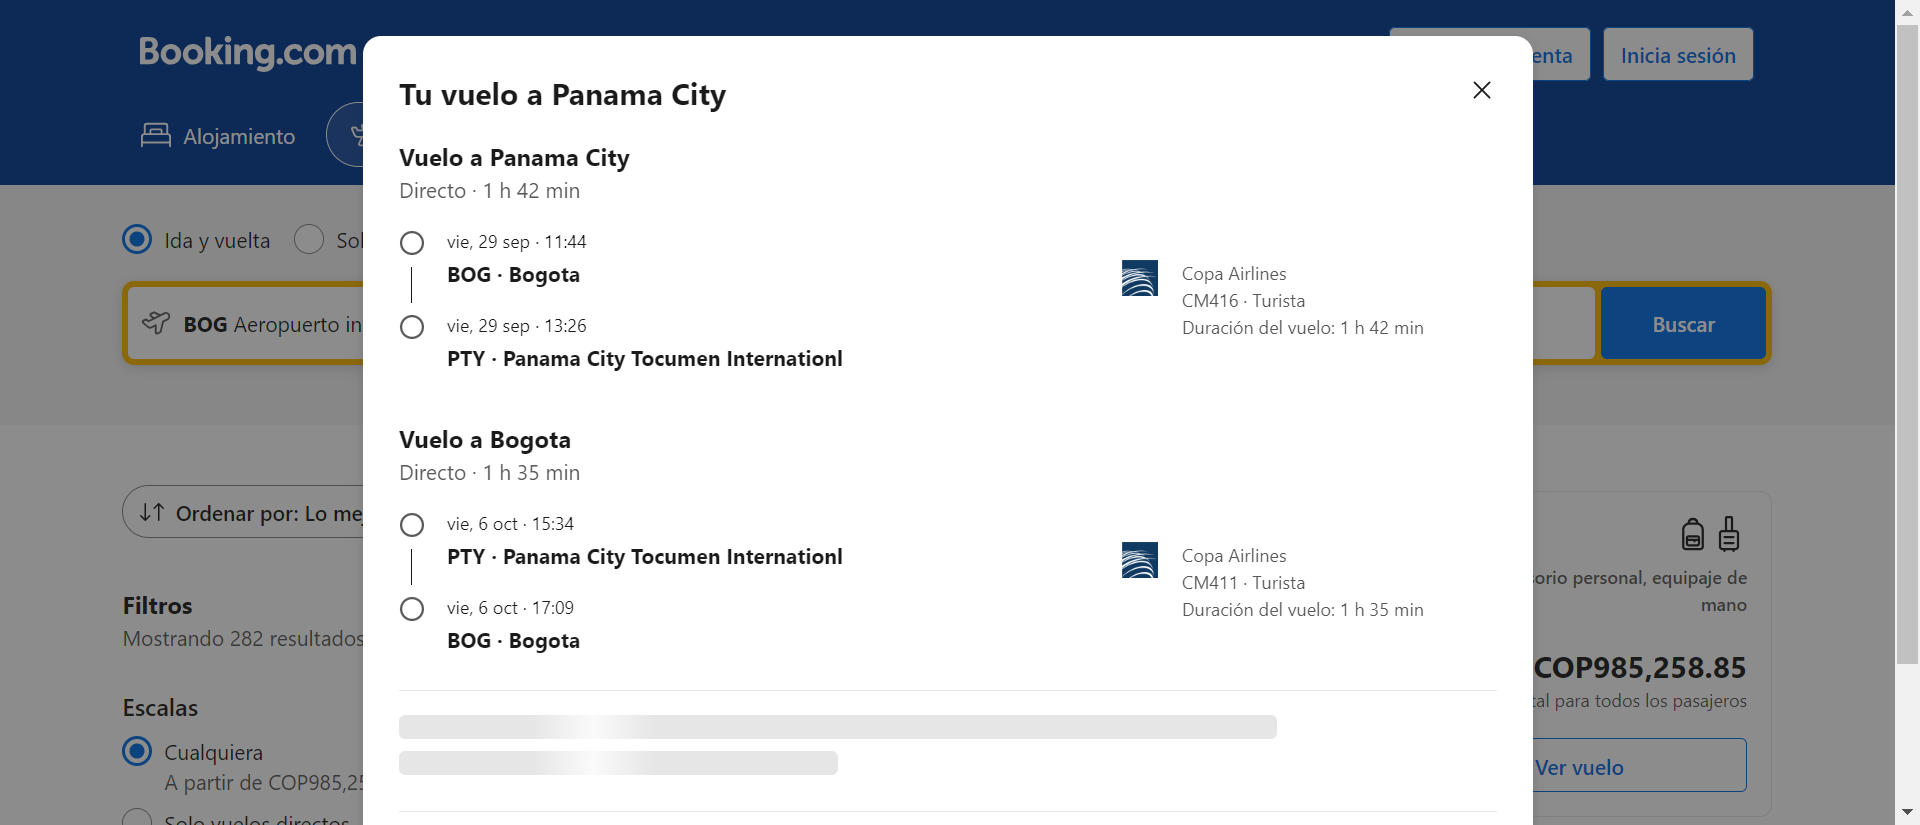 Booking.com
enta
Inicia sesión
Alojamiento
Tu vuelo a Panama City
Vuelo a Panama City
Directo · 1 h 42 min
vie, 29 sep · 11:44
BOG · Bogota
vie, 29 sep · 13:26
PTY · Panama City Tocumen Internationl
Copa Airlines
CM416 · Turista
Duración del vuelo: 1 h 42 min
Vuelo a Bogota
Directo · 1 h 35 min
vie, 6 oct · 15:34
PTY · Panama City Tocumen Internationl
vie, 6 oct · 17:09
BOG · Bogota
Copa Airlines
CM411 · Turista
Duración del vuelo: 1 h 35 min
Ida y vuelta
Sol
BOG Aeropuerto in
Buscar
Ordenar por: Lo mej
Filtros
Mostrando 282 resultados
Escalas
Cualquiera
A partir de COP985,25
Solo vuelos directos
orio personal, equipaje de
mano
COP985,258.85
tal para todos los pasajeros
Ver vuelo